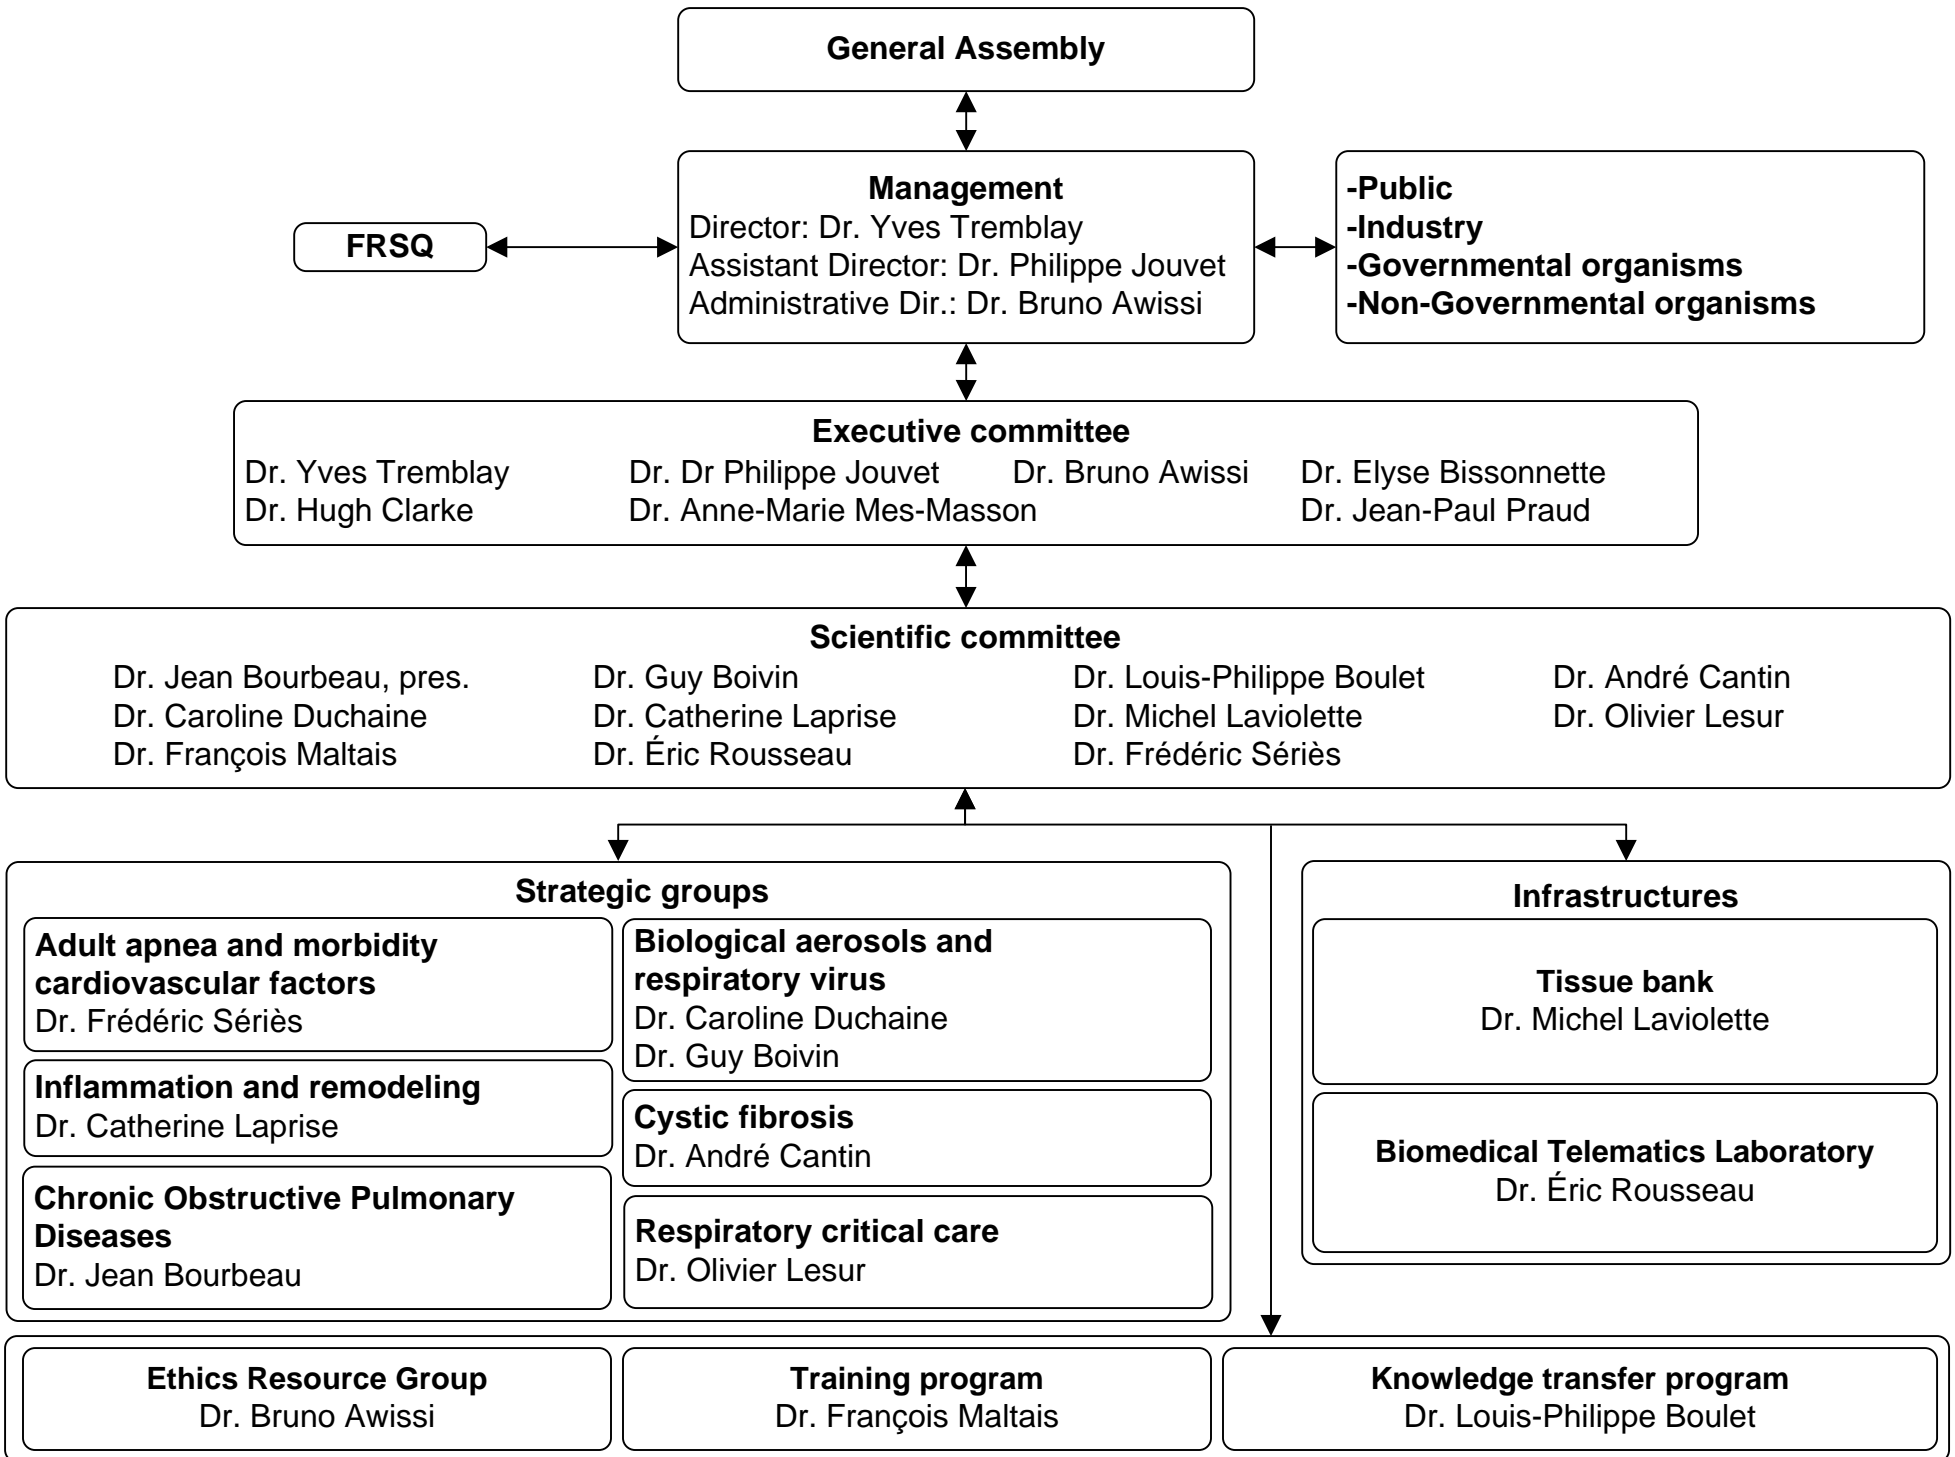 General Assembly
Management
Director: Dr. Yves Tremblay
Assistant Director: Dr. Philippe Jouvet
Administrative Dir.: Dr. Bruno Awissi
FRSQ
-Public
-Industry
-Governmental organisms
-Non-Governmental organisms
Executive committee
Dr. Yves Tremblay Dr. Dr Philippe Jouvet Dr. Bruno Awissi Dr. Elyse Bissonnette
Dr. Hugh Clarke Dr. Anne-Marie Mes-Masson Dr. Jean-Paul Praud
Scientific committee
Dr. Jean Bourbeau, pres. Dr. Guy Boivin Dr. Louis-Philippe Boulet Dr. André Cantin
Dr. Caroline Duchaine Dr. Catherine Laprise Dr. Michel Laviolette Dr. Olivier Lesur
Dr. François Maltais Dr. Éric Rousseau Dr. Frédéric Sériès
Strategic groups
Adult apnea and morbidity
cardiovascular factors
Dr. Frédéric Sériès
Inflammation and remodeling
Dr. Catherine Laprise
Chronic Obstructive Pulmonary
Diseases
Dr. Jean Bourbeau
Biological aerosols and
respiratory virus
Dr. Caroline Duchaine
Dr. Guy Boivin
Cystic fibrosis
Dr. André Cantin
Respiratory critical care
Dr. Olivier Lesur
Infrastructures
Tissue bank
Dr. Michel Laviolette
Biomedical Telematics Laboratory
Dr. Éric Rousseau
Ethics Resource Group
Dr. Bruno Awissi
Training program
Dr. François Maltais
Knowledge transfer program
Dr. Louis-Philippe Boulet